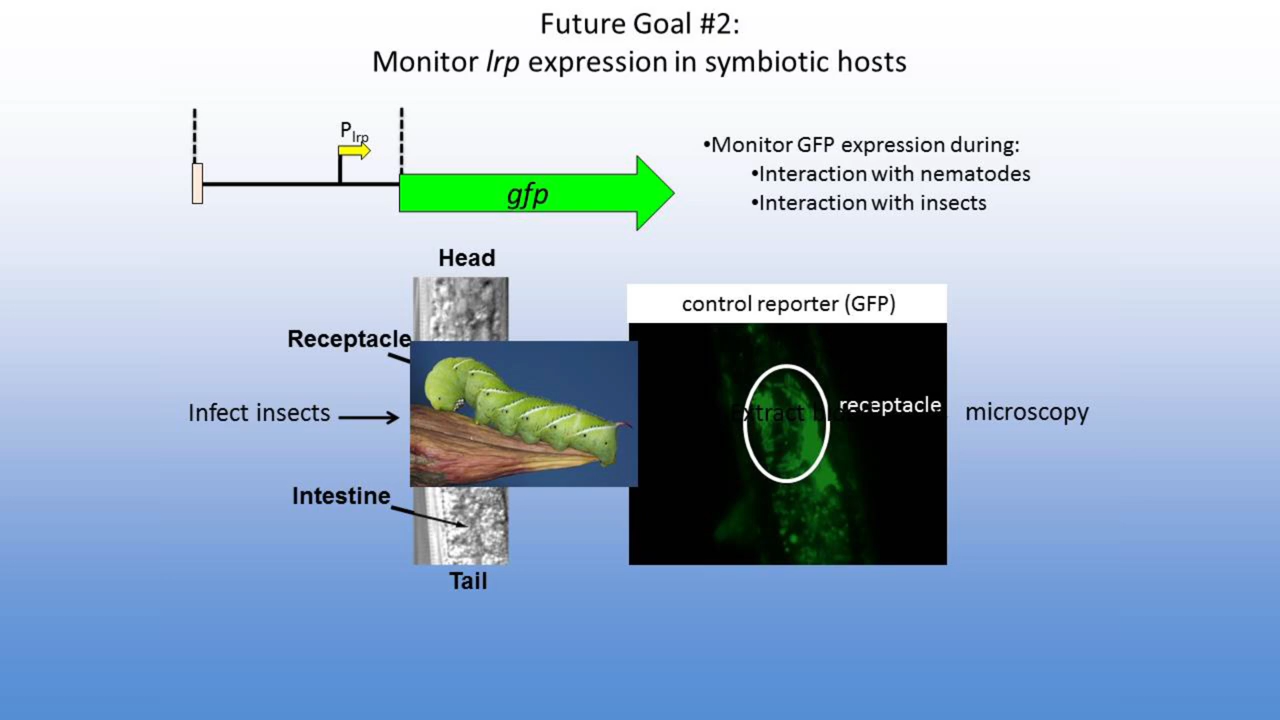 Future Goal #2:
Monitor lrp expression in symbiotic hosts
Plrp
gfp
•Monitor GFP expression during:
•Interaction with nematodes
•Interaction with insects
Head
control reporter (GFP)
Receptacle
Infect insects
Extract
receptacle
microscopy
Intestine
Tail